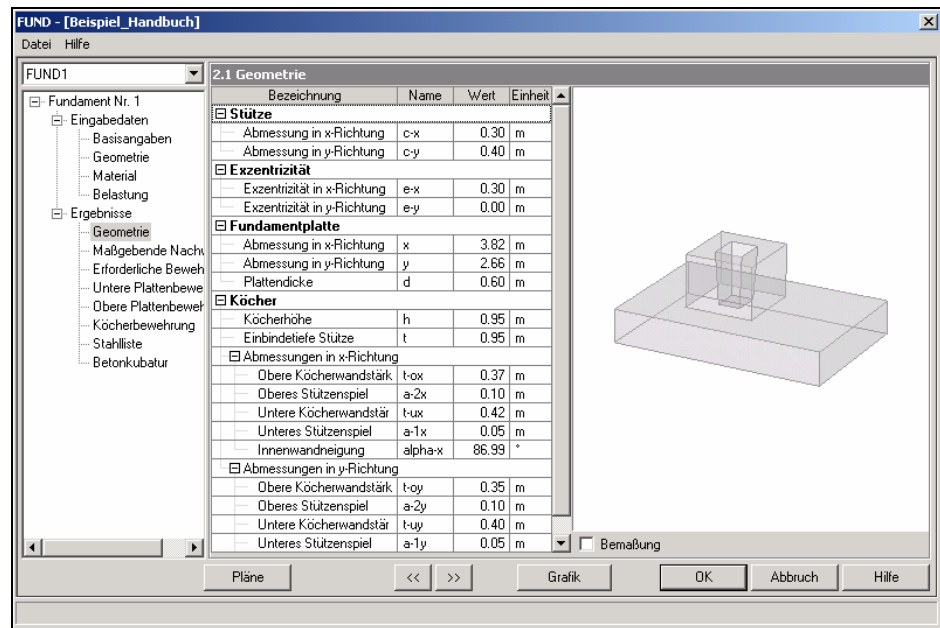 FUND - [Beispiel_Handbuch]
Datei Hilfe
FUND1
Fundament Nr. 1
Eingabedaten
Basisangaben
Geometrie
Material
Belastung
Ergebnisse
Geometrie
Maßgebende Nachw
Erforderliche Beweh
Untere Plattenbewe
Obere Plattenbeweh
Köcherbewehrung
Stahlliste
Betonkubatur
2.1 Geometrie
Bezeichnung Name Wert Einheit
Stütze
Abmessung in x-Richtung c-x 0.30 m
Abmessung in y-Richtung c-y 0.40 m
Exzentrizität
Exzentrizität in x-Richtung e-x 0.30 m
Exzentrizität in y-Richtung e-y 0.00 m
Fundamentplatte
Abmessung in x-Richtung x 3.82 m
Abmessung in y-Richtung y 2.66 m
Plattendicke d 0.60 m
Köcher
Köcherhöhe h 0.95 m
Einbindetiefe Stütze t 0.95 m
Abmessungen in x-Richtung
Obere Köcherwandstärk t-ox 0.37 m
Oberes Stützenspiel a-2x 0.10 m
Untere Köcherwandstär t-ux 0.42 m
Unteres Stützenspiel a-1x 0.05 m
Innenwandneigung alpha-x 86.99 °
Abmessungen in y-Richtung
Obere Köcherwandstärk t-oy 0.35 m
Oberes Stützenspiel a-2y 0.10 m
Untere Köcherwandstär t-uy 0.40 m
Unteres Stützenspiel a-1y 0.05 m
Bemaßung
Pläne << >> Grafik OK Abbruch Hilfe